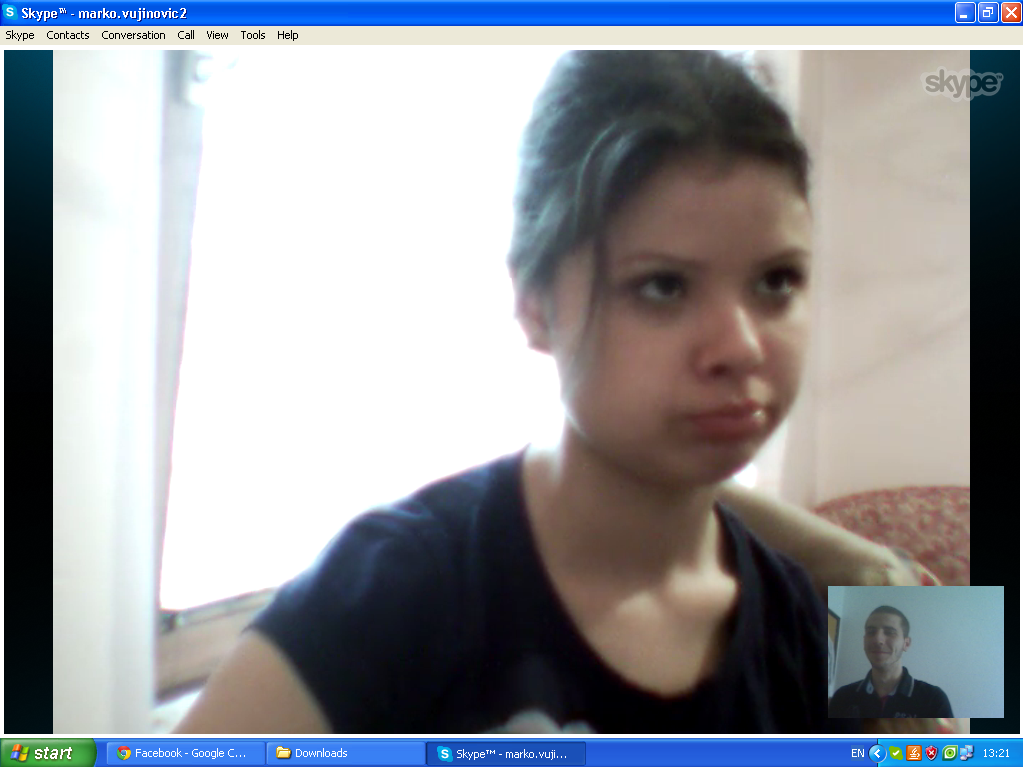 Skype™ - marko.vujinovic2
Skype Contacts Conversation Call View Tools Help
skype™
start Facebook - Google C... Downloads Skype™ - marko.vuji... EN 13:21